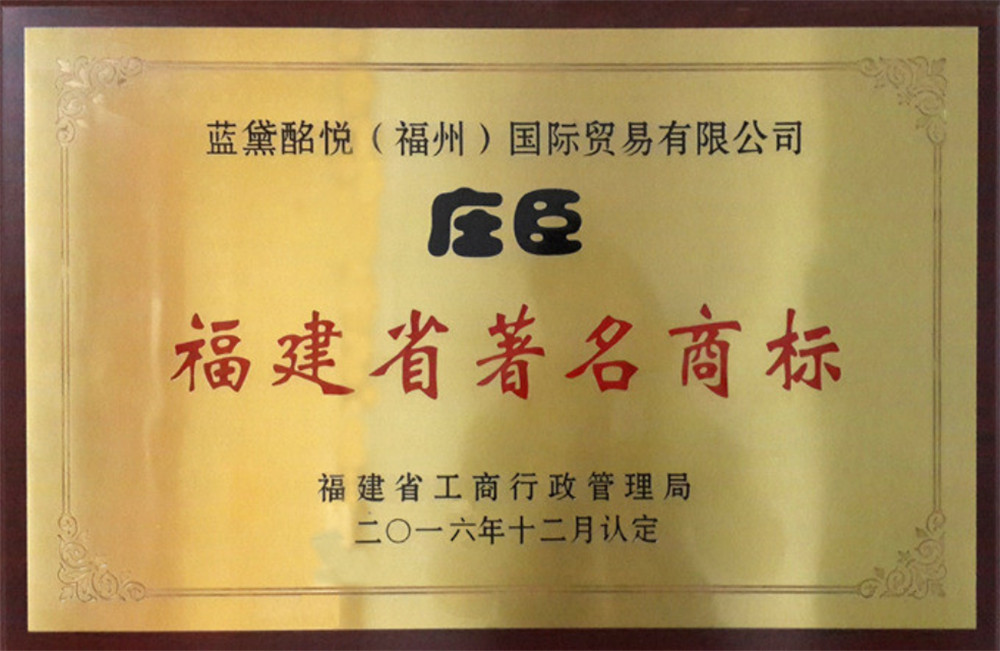 蓝黛酩悦（福州）国际贸易有限公司
庄臣
福建省著名商标
福建省工商行政管理局
二〇一六年十二月认定